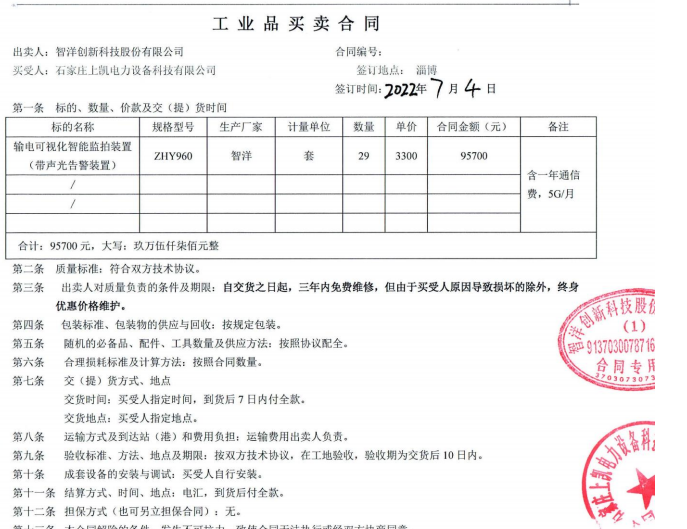 工业品买卖合同
出卖人：智洋创新科技股份有限公司 合同编号：
买受人：石家庄上凯电力设备科技有限公司 签订地点： 淄博
签订时间：2022年7月4日
第一条 标的、数量、价款及交（提）货时间
标的名称 规格型号 生产厂家 计量单位 数量 单价 合同金额（元） 备注
输电可视化智能监拍装置
（带声光告警装置） ZHY960 智洋 套 29 3300 95700
含一年通信
费，5G/月
/
/
合计：95700 元，大写：玖万伍仟柒佰元整
第二条 质量标准：符合双方技术协议。
第三条 出卖人对质量负责的条件及期限：自交货之日起，三年内免费维修，但由于买受人原因导致损坏的除外，终身
优惠价格维护。
第四条 包装标准、包装物的供应与回收：按规定包装。
第五条 随机的必备品、配件、工具数量及供应方法：按照协议配全。
第六条 合理损耗标准及计算方法：按照合同数量。
第七条 交（提）货方式、地点
交货时间：买受人指定时间，到货后 7 日内付全款。
交货地点：买受人指定地点。
第八条 运输方式及到达站（港）和费用负担：运输费用出卖人负责。
第九条 验收标准、方法、地点及期限：按双方技术协议，在工地验收，验收期为交货后 10 日内。
第十条 成套设备的安装与调试：买受人自行安装。
第十一条 结算方式、时间、地点：电汇，到货后付全款。
第十二条 担保方式（也可另立担保合同）：无。
智洋创新科技股份
（1）
9137030078716
合同专用
3703073073
家庄上凯电力设备科